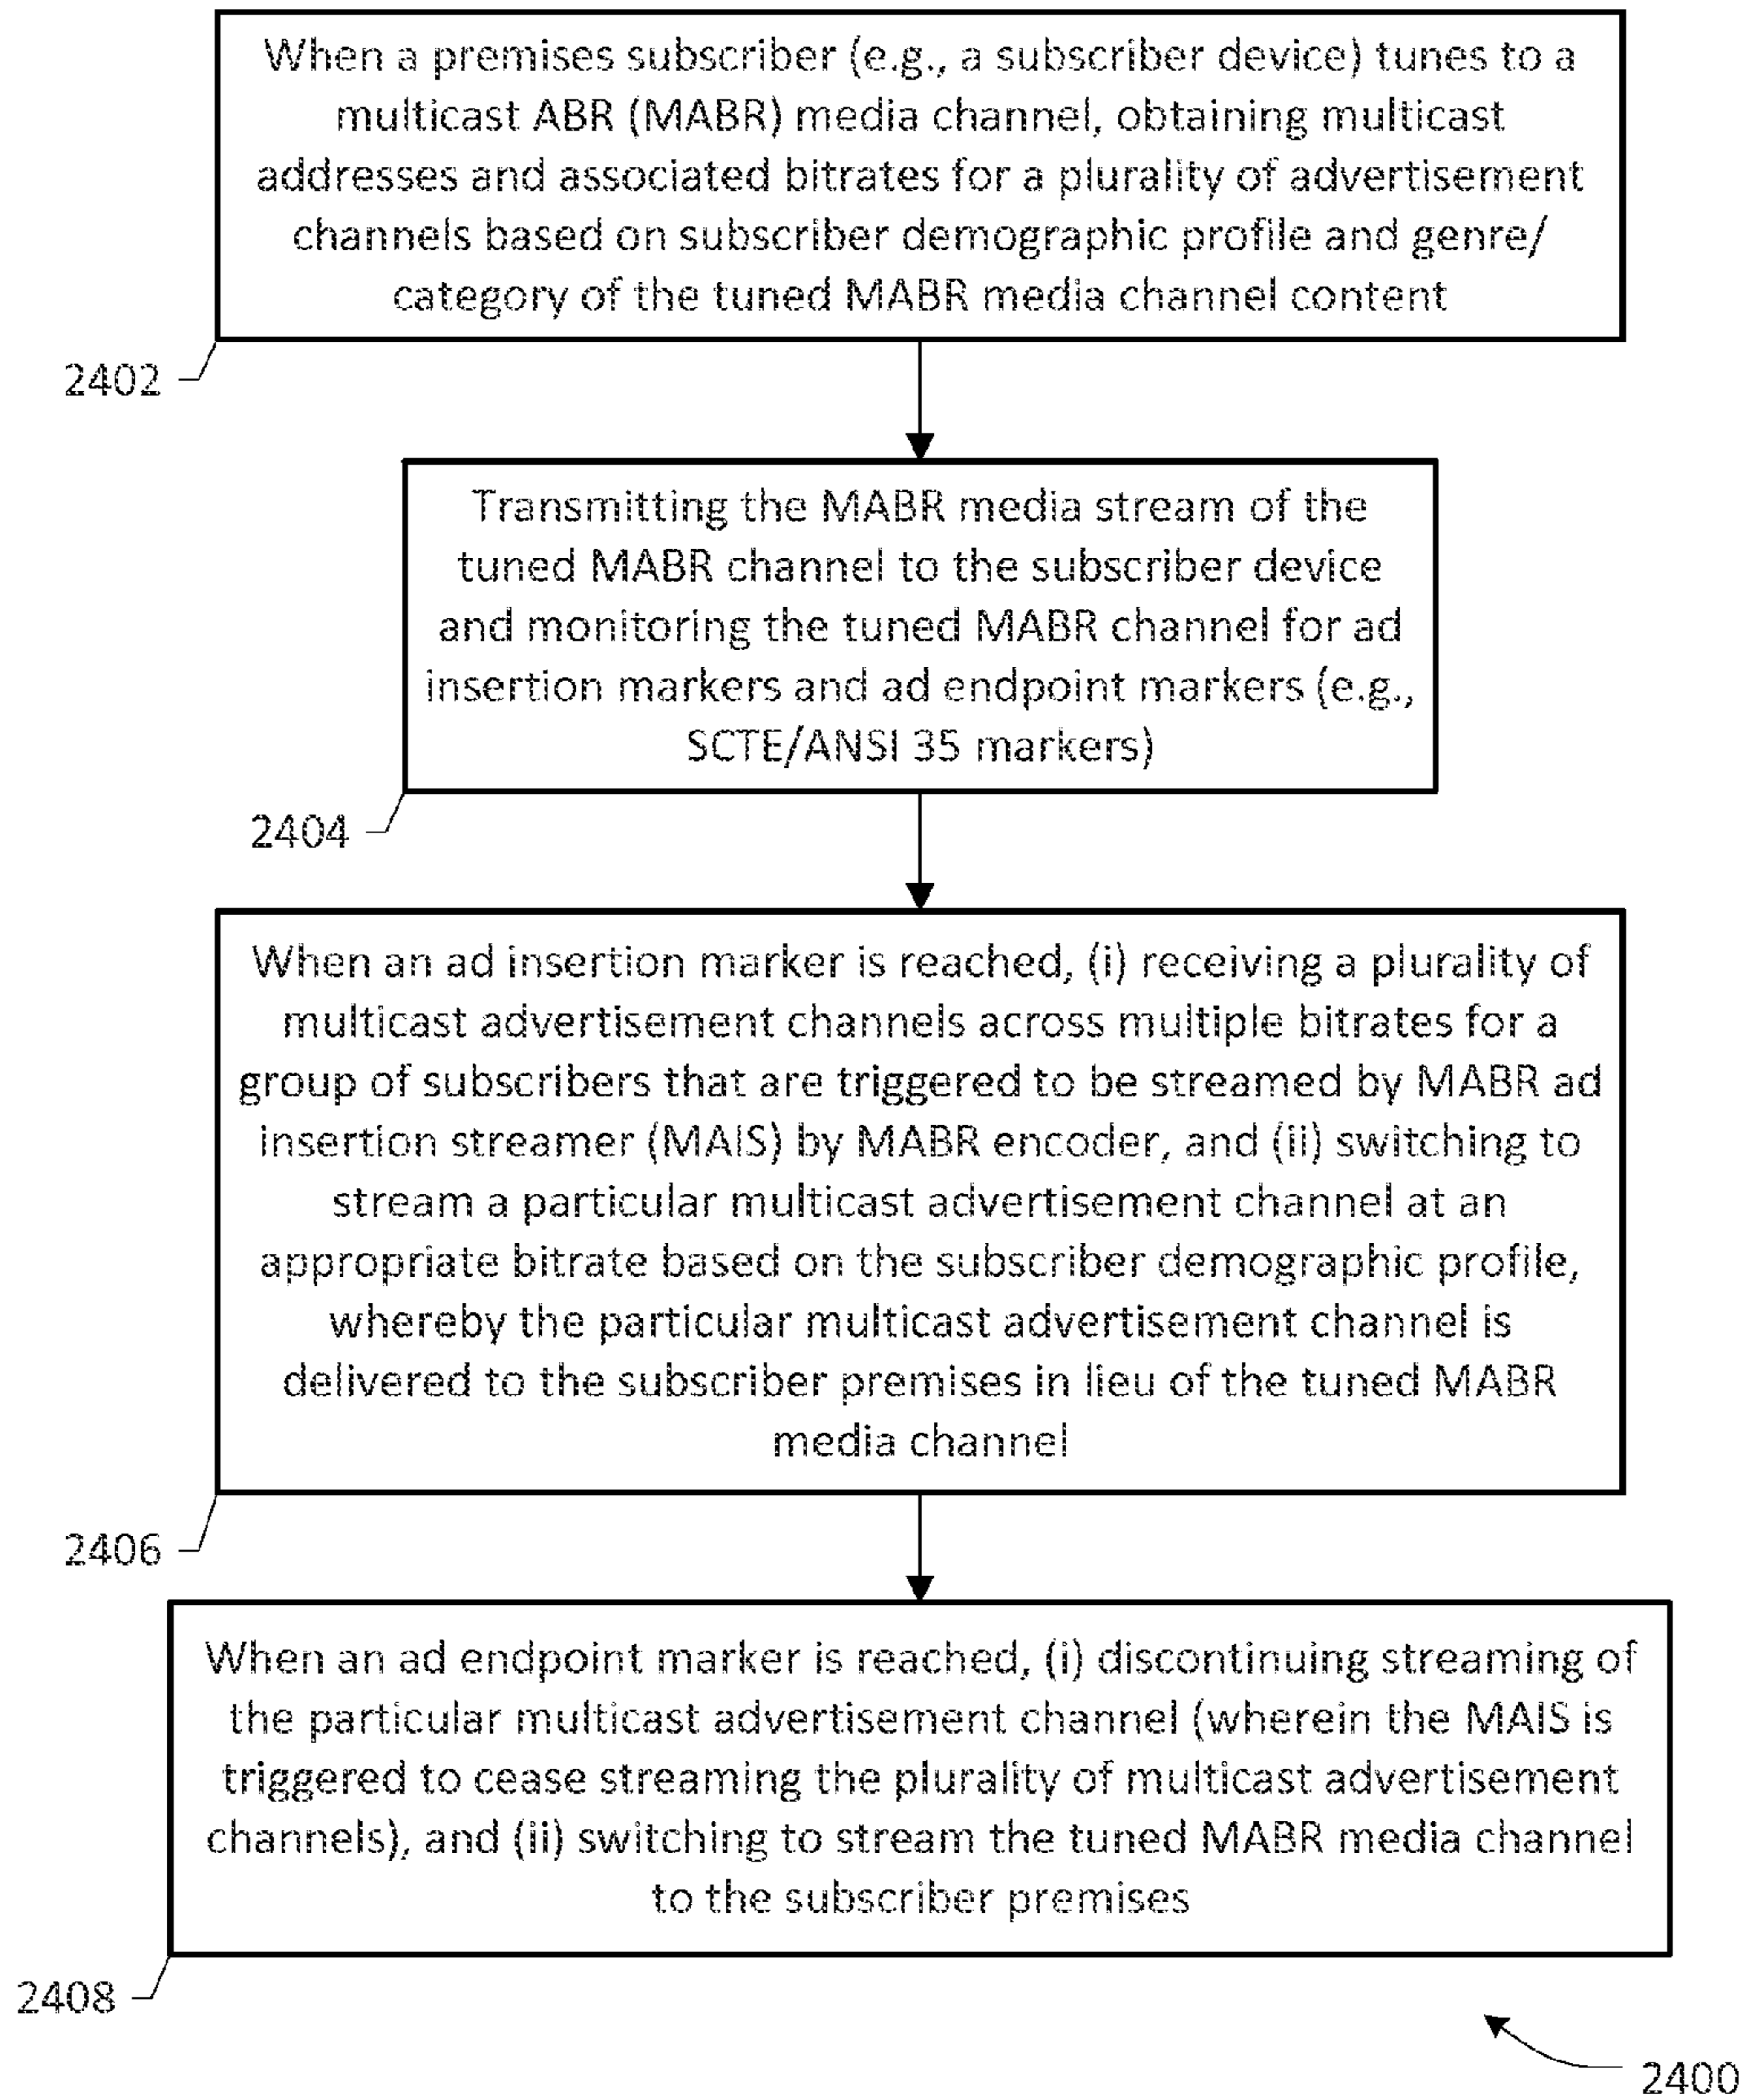 When a premises subscriber (e.g., a subscriber device) tunes to a
multicast ABR (MABR) media channel, obtaining multicast
addresses and associated bitrates for a plurality of advertisement
channels based on subscriber demographic profile and genre/
category of the tuned MABR media channel content
2402
Transmitting the MABR media stream of the
tuned MABR channel to the subscriber device
and monitoring the tuned MABR channel for ad
insertion markers and ad endpoint markers (e.g.,
SCTE/ANSI 35 markers)
2404
When an ad insertion marker is reached, (i) receiving a plurality of
multicast advertisement channels across multiple bitrates for a
group of subscribers that are triggered to be streamed by MABR ad
insertion streamer (MAIS) by MABR encoder, and (ii) switching to
stream a particular multicast advertisement channel at an
appropriate bitrate based on the subscriber demographic profile,
whereby the particular multicast advertisement channel is
delivered to the subscriber premises in lieu of the tuned MABR
media channel
2406
When an ad endpoint marker is reached, (i) discontinuing streaming of
the particular multicast advertisement channel (wherein the MAIS is
triggered to cease streaming the plurality of multicast advertisement
channels), and (ii) switching to stream the tuned MABR media channel
to the subscriber premises
2408
2400